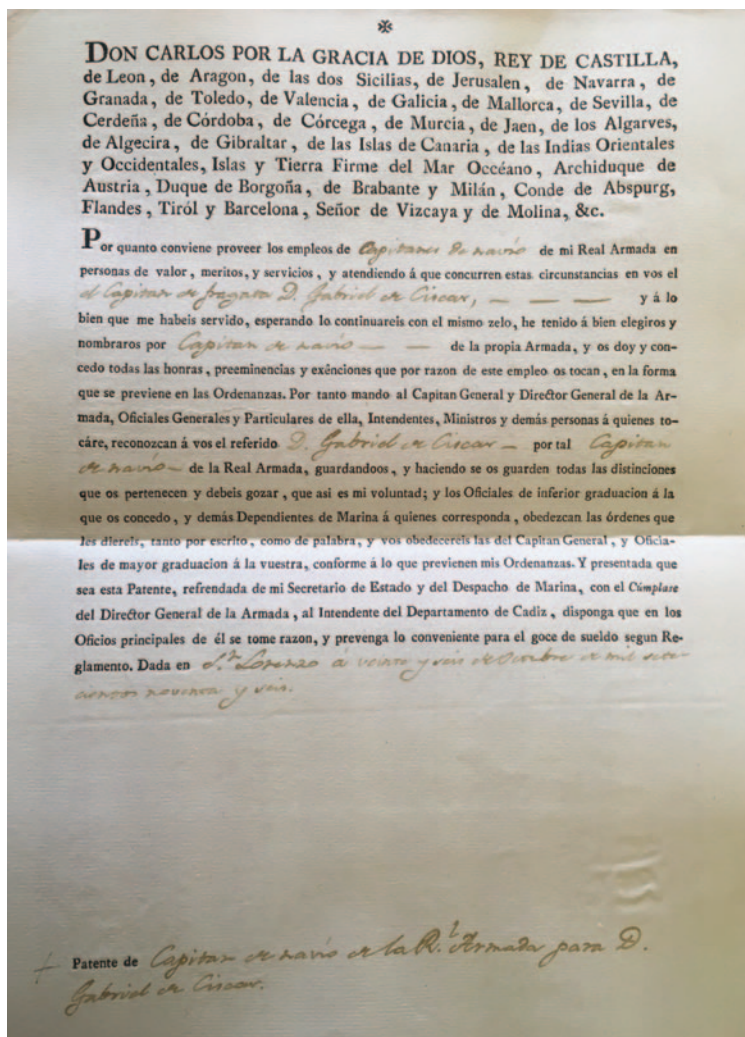 DON CARLOS POR LA GRACIA DE DIOS, REY DE CASTILLA,
de Leon, de Aragon, de las dos Sicilias, de Jerusalen, de Navarra, de
Granada, de Toledo, de Valencia, de Galicia, de Mallorca, de Sevilla, de
Cerdeña, de Córdoba, de Córcega, de Murcia, de Jaen, de los Algarves,
de Algecira, de Gibraltar, de las Islas de Canaria, de las Indias Orientales
y Occidentales, Islas y Tierra Firme del Mar Occéano, Archiduque de
Austria, Duque de Borgoña, de Brabante y Milán, Conde de Abspurg,
Flandes, Tiról y Barcelona, Señor de Vizcaya y de Molina, &c.
Por quanto conviene proveer los empleos de Capitanes de navío de mi Real Armada en
personas de valor, meritos, y servicios, y atendiendo á que concurren estas circunstancias en vos el
el Capitan de fragata D. Gabriel de Ciscar, — — — y á lo
bien que me habeis servido, esperando lo continuareis con el mismo zelo, he tenido á bien elegiros y
nombraros por Capitan de navío — — de la propia Armada, y os doy y con-
cedo todas las honras, preeminencias y exênciones que por razon de este empleo os tocan, en la forma
que se previene en las Ordenanzas. Por tanto mando al Capitan General y Director General de la Ar-
mada, Oficiales Generales y Particulares de ella, Intendentes, Ministros y demás personas á quienes to-
cáre, reconozcan á vos el referido D. Gabriel de Ciscar — por tal Capitan
de navío — de la Real Armada, guardandoos, y haciendo se os guarden todas las distinciones
que os pertenecen y debeis gozar, que asi es mi voluntad; y los Oficiales de inferior graduacion á la
que os concedo, y demás Dependientes de Marina á quienes corresponda, obedezcan las órdenes que
les diereis, tanto por escrito, como de palabra, y vos obedecereis las del Capitan General, y Oficia-
les de mayor graduacion á la vuestra, conforme á lo que previenen mis Ordenanzas. Y presentada que
sea esta Patente, refrendada de mi Secretario de Estado y del Despacho de Marina, con el Cúmplase
del Director General de la Armada, al Intendente del Departamento de Cadiz, disponga que en los
Oficios principales de él se tome razon, y prevenga lo conveniente para el goce de sueldo segun Re-
glamento. Dada en S.n Lorenzo á veinte y seis de Octubre de mil sete-
cientos noventa y seis.
Patente de Capitan de navío de la R.l Armada para D.
Gabriel de Ciscar.